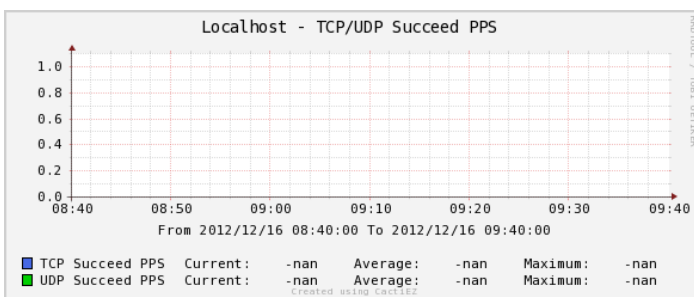 Localhost - TCP/UDP Succeed PPS
1.0
0.8
0.6
0.4
0.2
0.0
08:40 08:50 09:00 09:10 09:20 09:30 09:40
From 2012/12/16 08:40:00 To 2012/12/16 09:40:00
TCP Succeed PPS Current: -nan Average: -nan Maximum: -nan
UDP Succeed PPS Current: -nan Average: -nan Maximum: -nan
Created using CactiEZ